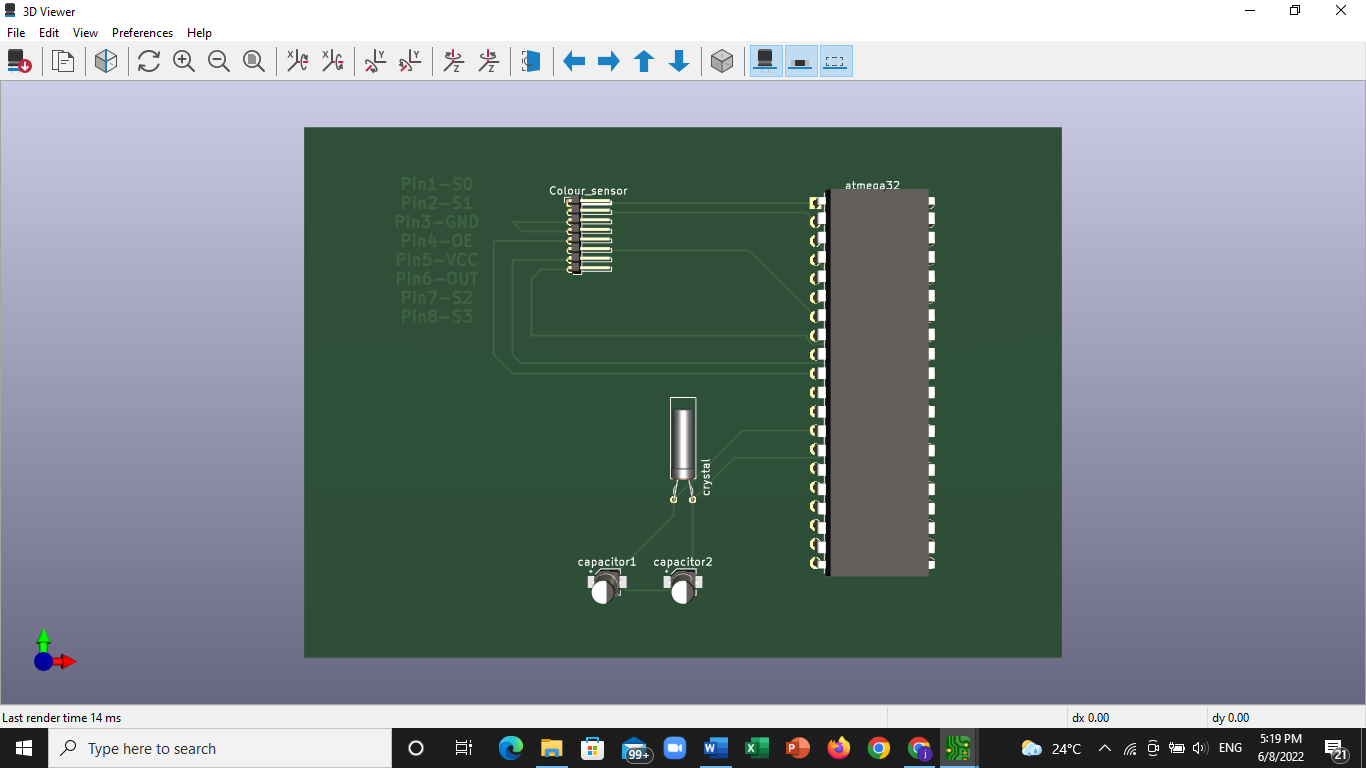 3D Viewer
File Edit View Preferences Help
Pin1-S0
Pin2-S1
Pin3-GND
Pin4-OE
Pin5-VCC
Pin6-OUT
Pin7-S2
Pin8-S3
Colour_sensor
atmega32
crystal
capacitor1 capacitor2
Last render time 14 ms dx 0.00 dy 0.00
Type here to search 99+ 24°C ENG 5:19 PM
6/8/2022 21